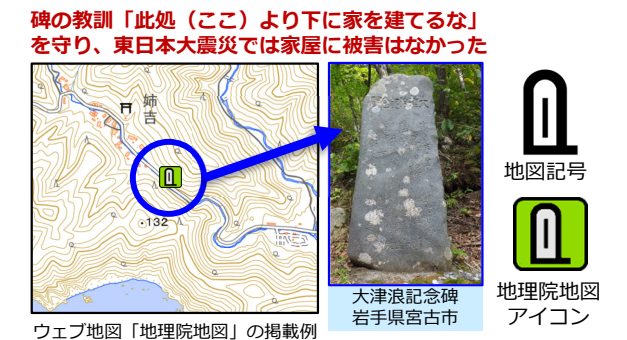 碑の教訓「此処（ここ）より下に家を建てるな」
を守り、東日本大震災では家屋に被害はなかった
姉吉
・132
大津浪記念碑
岩手県宮古市
地図記号
地理院地図
アイコン
ウェブ地図「地理院地図」の掲載例